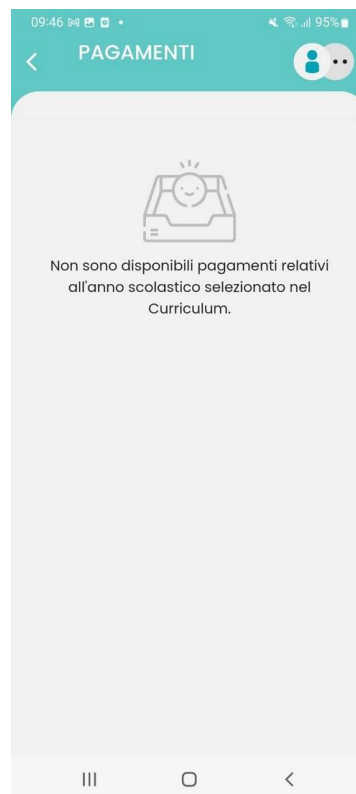 09:46
95%
PAGAMENTI
Non sono disponibili pagamenti relativi
all'anno scolastico selezionato nel
Curriculum.